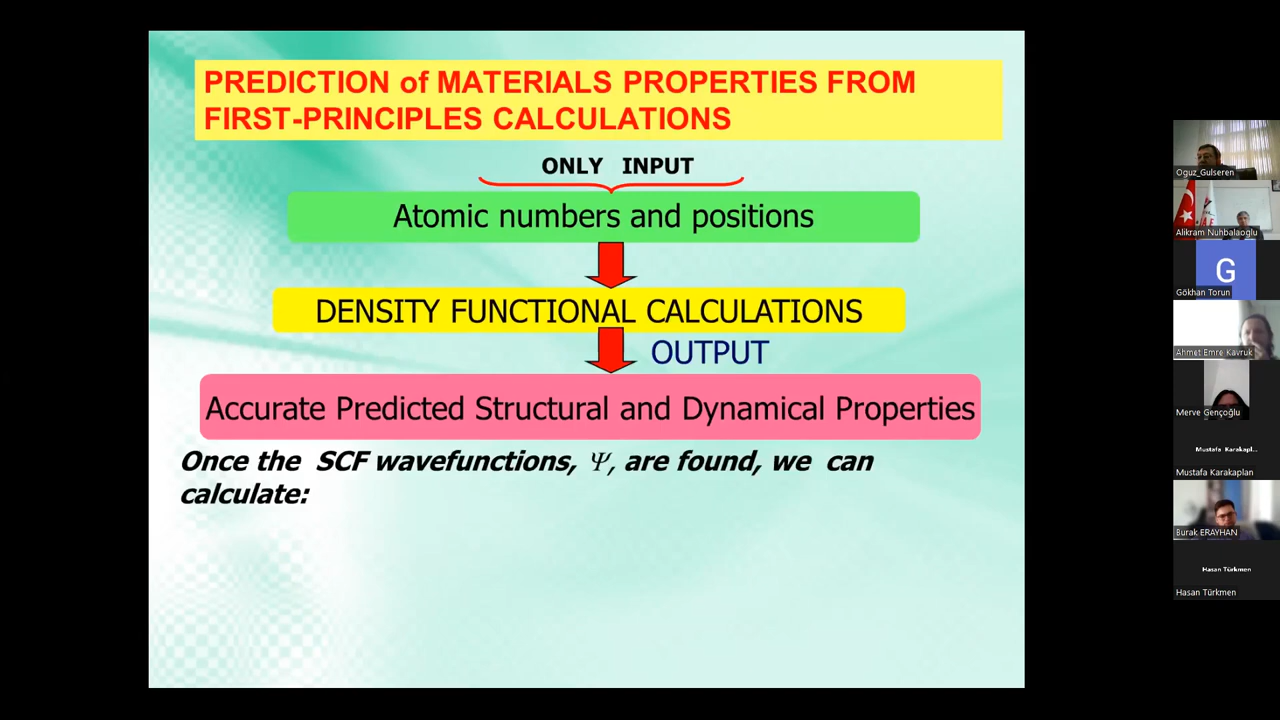 PREDICTION of MATERIALS PROPERTIES FROM
FIRST-PRINCIPLES CALCULATIONS
ONLY INPUT
Atomic numbers and positions
DENSITY FUNCTIONAL CALCULATIONS
OUTPUT
Accurate Predicted Structural and Dynamical Properties
Once the SCF wavefunctions, Ψ, are found, we can
calculate:
Oguz_Gulseren
Alikram Nuhbalaoglu
G
Gökhan Torun
Ahmet Emre Kavruk
Merve Gençoğlu
Mustafa Karakapl...
Mustafa Karakaplan
Burak ERAYHAN
Hasan Türkmen
Hasan Türkmen